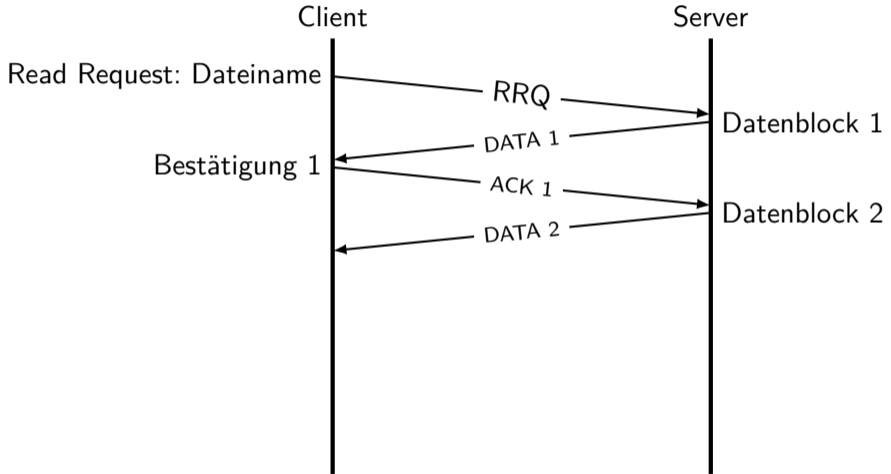 Client
Server
Read Request: Dateiname
RRQ
Datenblock 1
DATA 1
Bestätigung 1
ACK 1
Datenblock 2
DATA 2